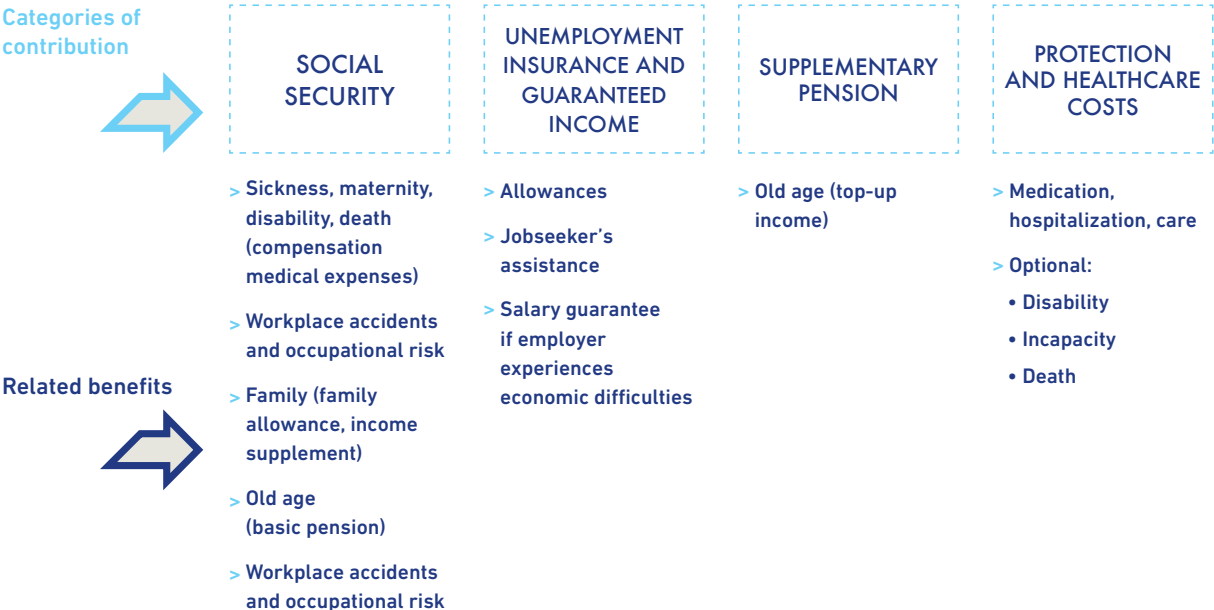 Categories of
contribution
SOCIAL
SECURITY
UNEMPLOYMENT
INSURANCE AND
GUARANTEED
INCOME
SUPPLEMENTARY
PENSION
PROTECTION
AND HEALTHCARE
COSTS
Related benefits
> Sickness, maternity,
disability, death
(compensation
medical expenses)
> Workplace accidents
and occupational risk
> Family (family
allowance, income
supplement)
> Old age
(basic pension)
> Workplace accidents
and occupational risk
> Allowances
> Jobseeker's
assistance
> Salary guarantee
if employer
experiences
economic difficulties
> Old age (top-up
income)
> Medication,
hospitalization, care
> Optional:
• Disability
• Incapacity
• Death